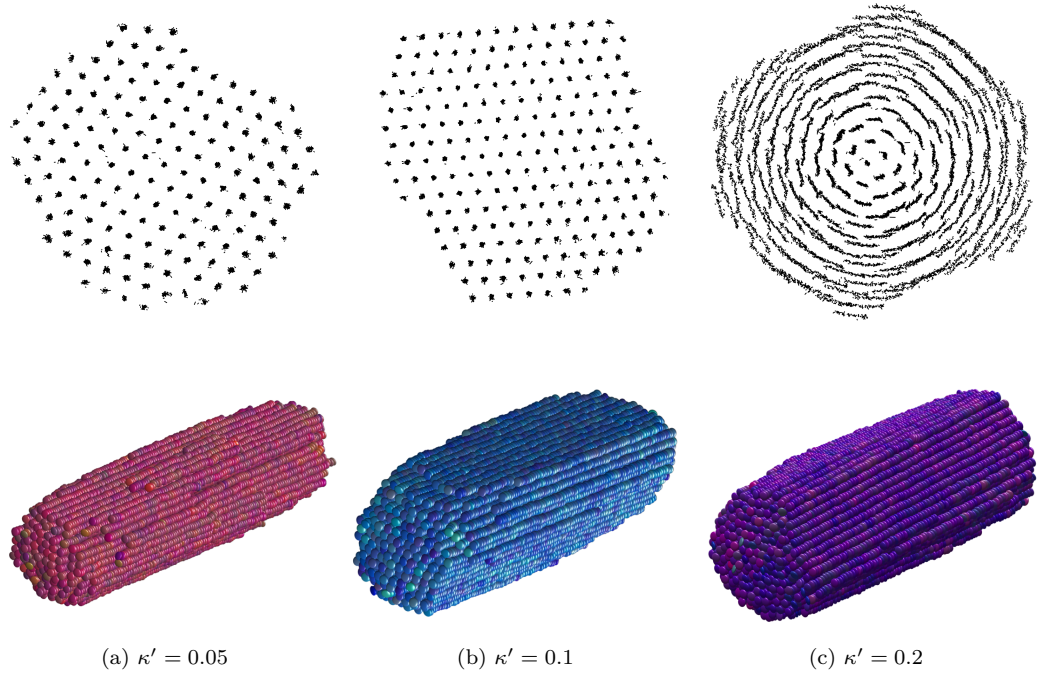 (a) κ′ = 0.05
(b) κ′ = 0.1
(c) κ′ = 0.2